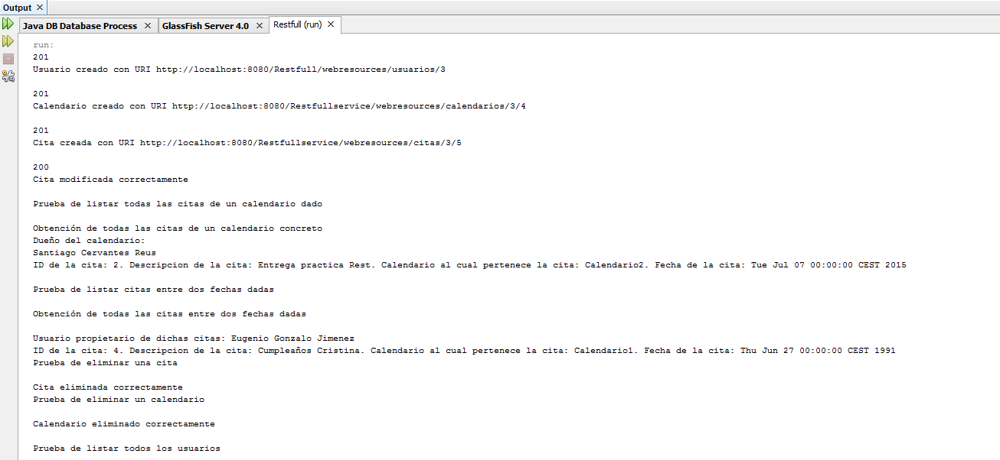 Output
Java DB Database Process
GlassFish Server 4.0
Restfull (run)
run:
201
Usuario creado con URI http://localhost:8080/Restfull/webresources/usuarios/3
201
Calendario creado con URI http://localhost:8080/Restfullservice/webresources/calendarios/3/4
201
Cita creada con URI http://localhost:8080/Restfullservice/webresources/citas/3/5
200
Cita modificada correctamente
Prueba de listar todas las citas de un calendario dado
Obtención de todas las citas de un calendario concreto
Dueño del calendario:
Santiago Cervantes Reus
ID de la cita: 2. Descripcion de la cita: Entrega practica Rest. Calendario al cual pertenece la cita: Calendario2. Fecha de la cita: Tue Jul 07 00:00:00 CEST 2015
Prueba de listar citas entre dos fechas dadas
Obtención de todas las citas entre dos fechas dadas
Usuario propietario de dichas citas: Eugenio Gonzalo Jimenez
ID de la cita: 4. Descripcion de la cita: Cumpleaños Cristina. Calendario al cual pertenece la cita: Calendario1. Fecha de la cita: Thu Jun 27 00:00:00 CEST 1991
Prueba de eliminar una cita
Cita eliminada correctamente
Prueba de eliminar un calendario
Calendario eliminado correctamente
Prueba de listar todos los usuarios